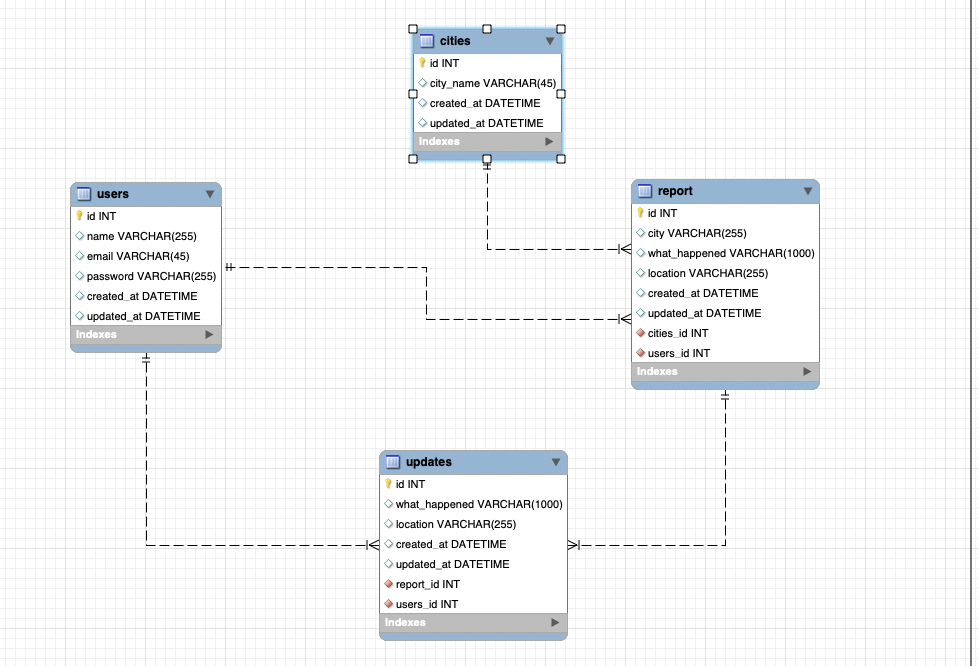 cities
id INT
city_name VARCHAR(45)
created_at DATETIME
updated_at DATETIME
Indexes
users
id INT
name VARCHAR(255)
email VARCHAR(45)
password VARCHAR(255)
created_at DATETIME
updated_at DATETIME
Indexes
report
id INT
city VARCHAR(255)
what_happened VARCHAR(1000)
location VARCHAR(255)
created_at DATETIME
updated_at DATETIME
cities_id INT
users_id INT
Indexes
updates
id INT
what_happened VARCHAR(1000)
location VARCHAR(255)
created_at DATETIME
updated_at DATETIME
report_id INT
users_id INT
Indexes